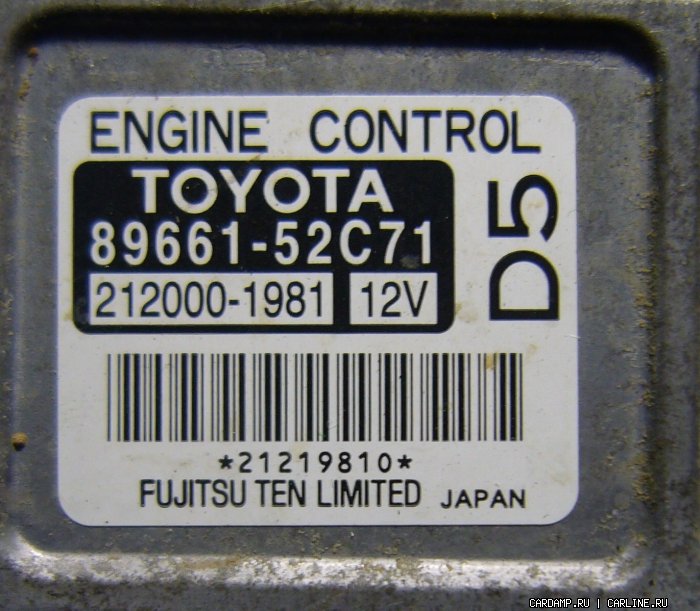 ENGINE CONTROL
TOYOTA
89661-52C71
212000-1981 12V
D5
*21219810*
FUJITSU TEN LIMITED JAPAN
CARDAMP.RU | CARLINE.RU